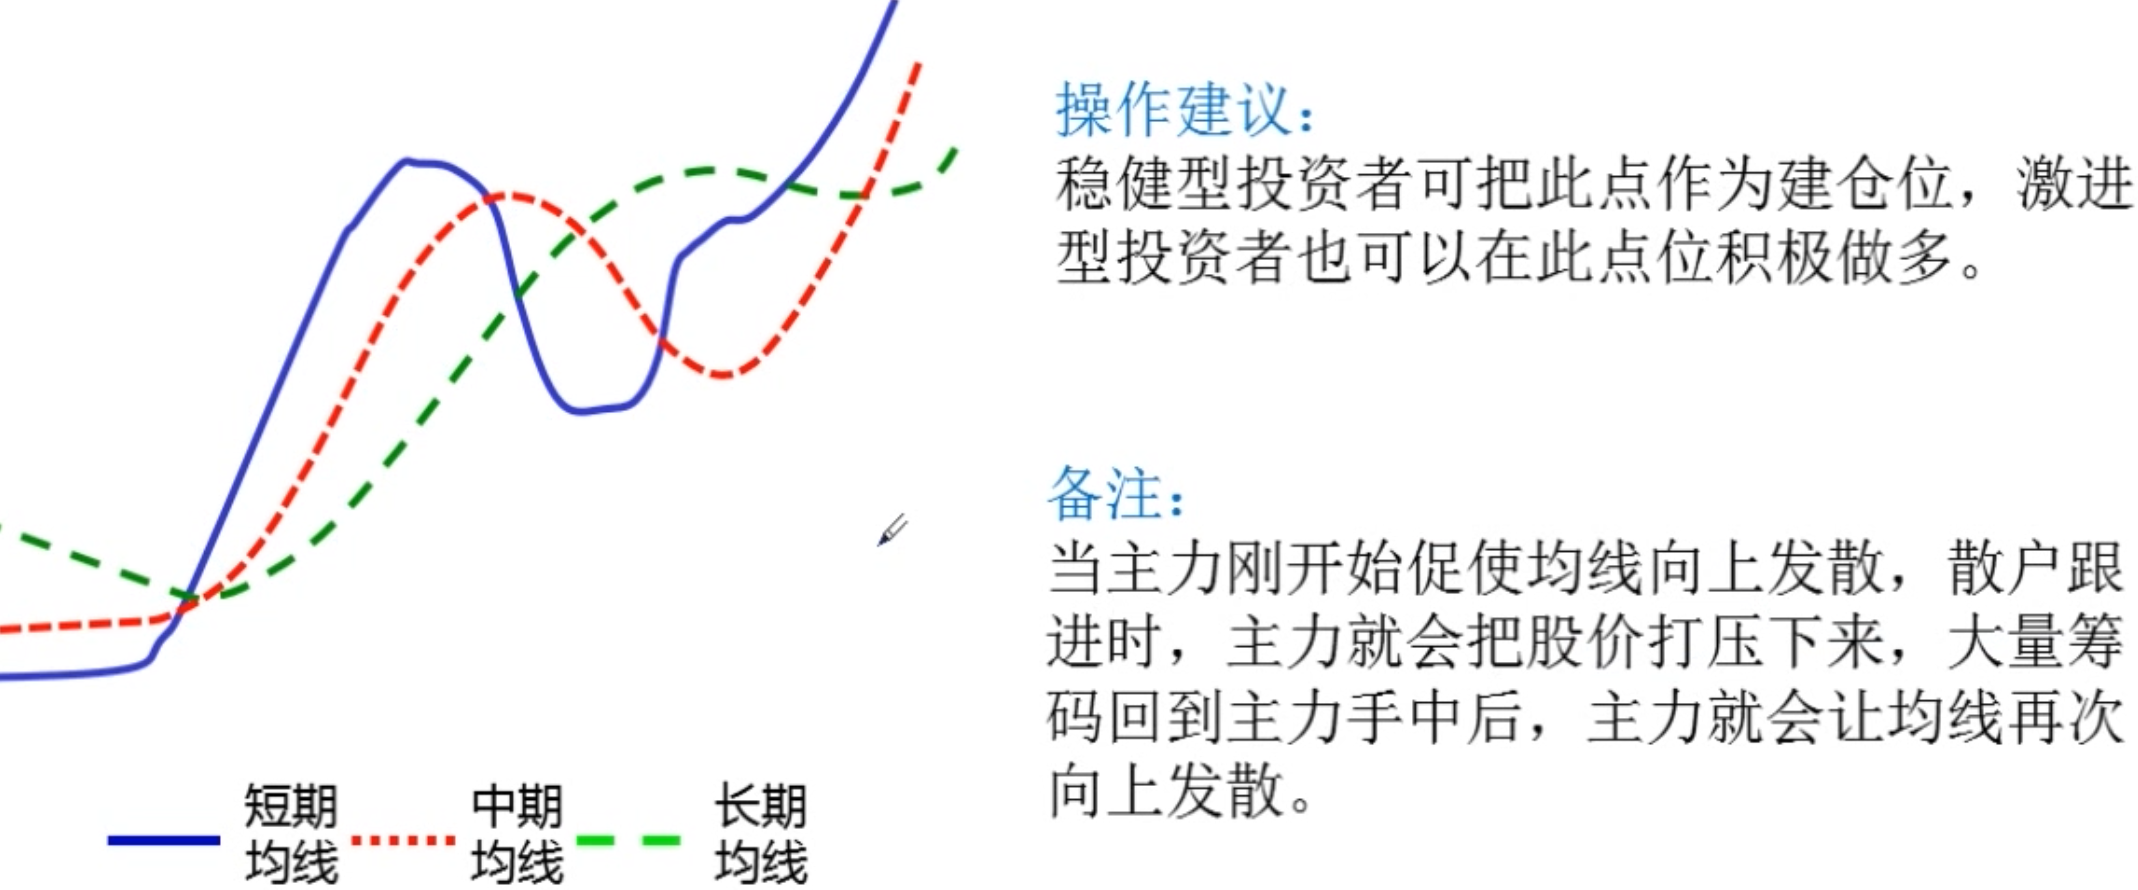 操作建议：
稳健型投资者可把此点作为建仓位，激进
型投资者也可以在此点位积极做多。
备注：
当主力刚开始促使均线向上发散，散户跟
进时，主力就会把股价打压下来，大量筹
码回到主力手中后，主力就会让均线再次
向上发散。
短期
均线
中期
均线
长期
均线